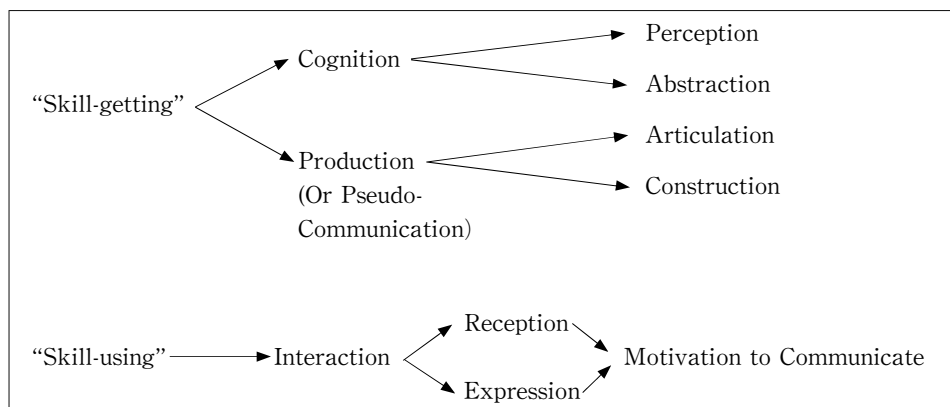 “Skill-getting”
Cognition
Perception
Abstraction
Production
(Or Pseudo-
Communication)
Articulation
Construction
“Skill-using”
Interaction
Reception
Expression
Motivation to Communicate